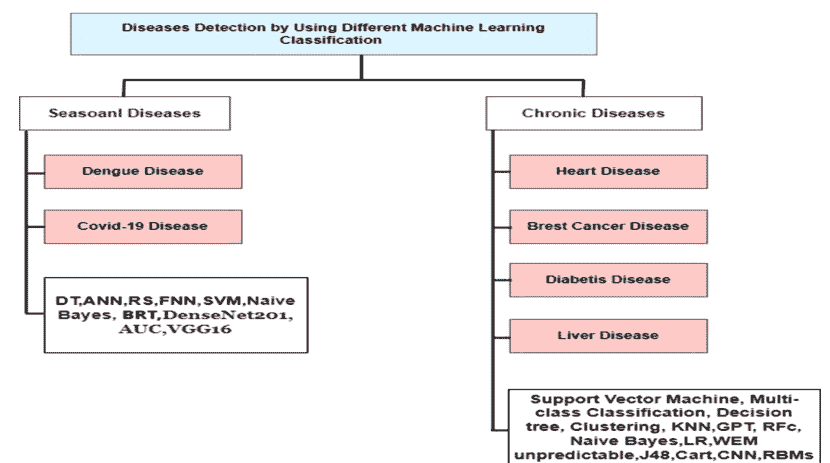 Diseases Detection by Using Different Machine Learning
Classification
Seasoanl Diseases
Dengue Disease
Covid-19 Disease
DT,ANN,RS,FNN,SVM,Naive
Bayes, BRT,DenseNet201,
AUC,VGG16
Chronic Diseases
Heart Disease
Brest Cancer Disease
Diabetis Disease
Liver Disease
Support Vector Machine, Multi-
class Classification, Decision
tree, Clustering, KNN,GPT, RFc,
Naive Bayes,LR,WEM
unpredictable,J48,Cart,CNN,RBMs